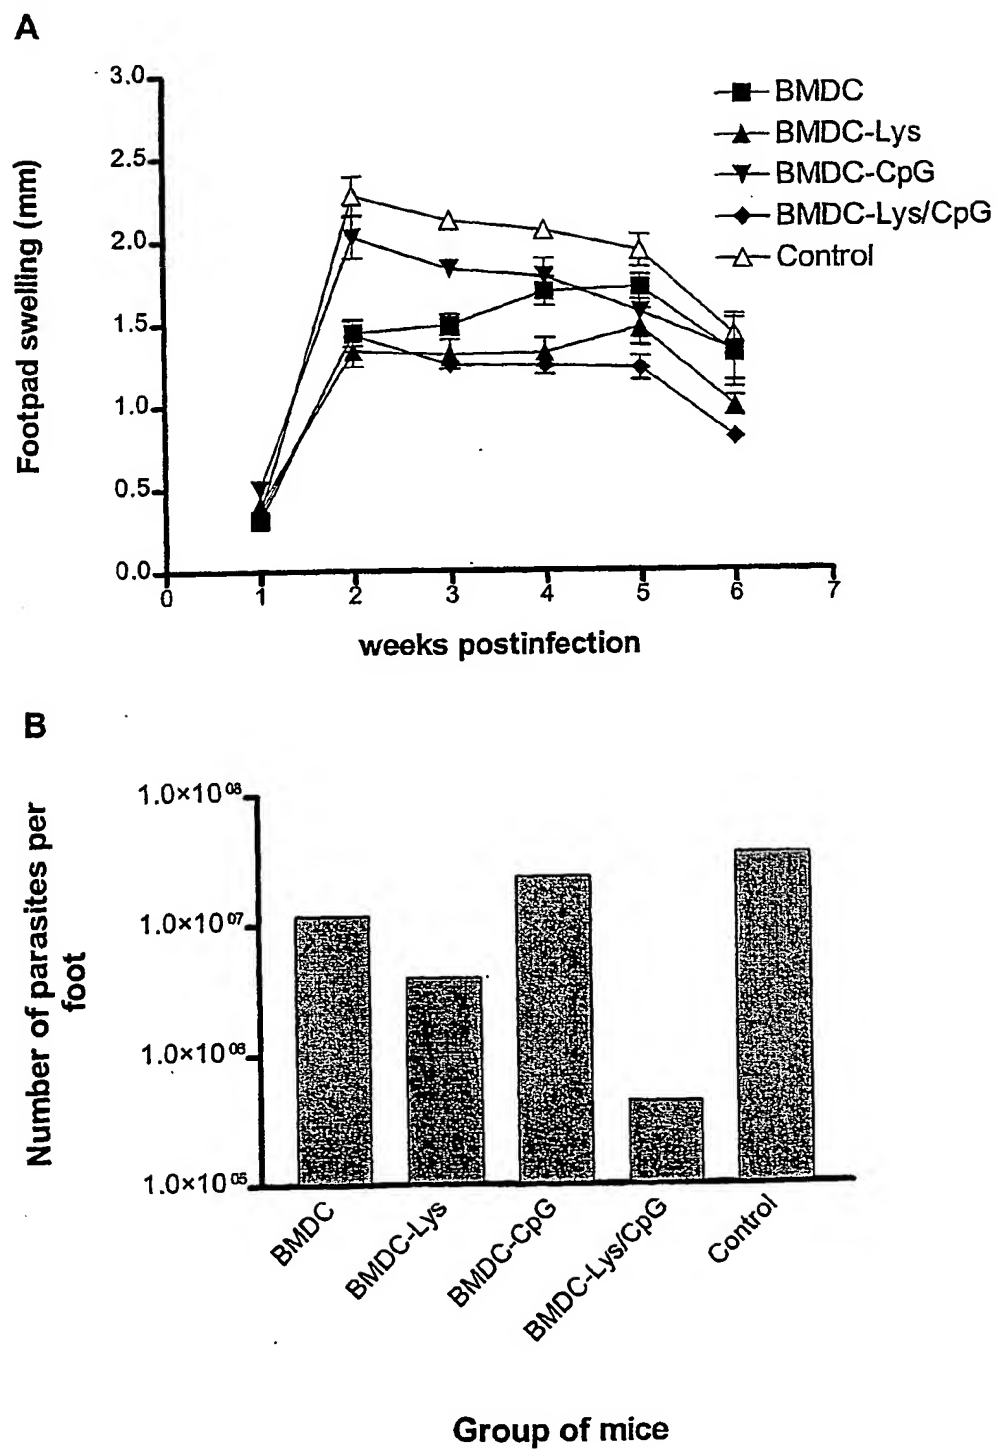 A
3.0
2.5
2.0
1.5
1.0
0.5
0.0
Footpad swelling (mm)
BMDC
BMDC-Lys
BMDC-CpG
BMDC-Lys/CpG
Control
0 1 2 3 4 5 6 7
weeks postinfection
B
Number of parasites per
foot
1.0×10⁰⁸
1.0×10⁰⁷
1.0×10⁰⁶
1.0×10⁰⁵
BMDC
BMDC-Lys
BMDC-CpG
BMDC-Lys/CpG
Control
Group of mice